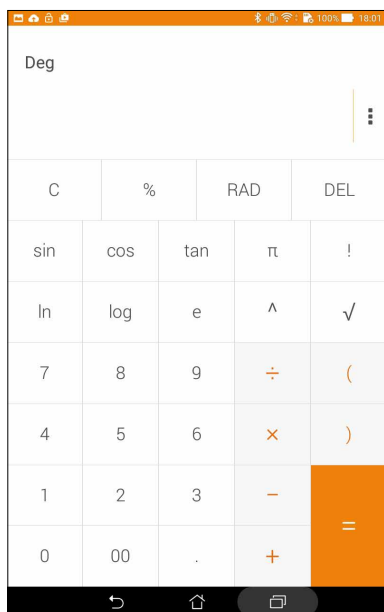 100% 18:01
Deg
C % RAD DEL
sin cos tan π !
ln log e ^ √
7 8 9 ÷ (
4 5 6 × )
1 2 3 −
=
0 00 . +